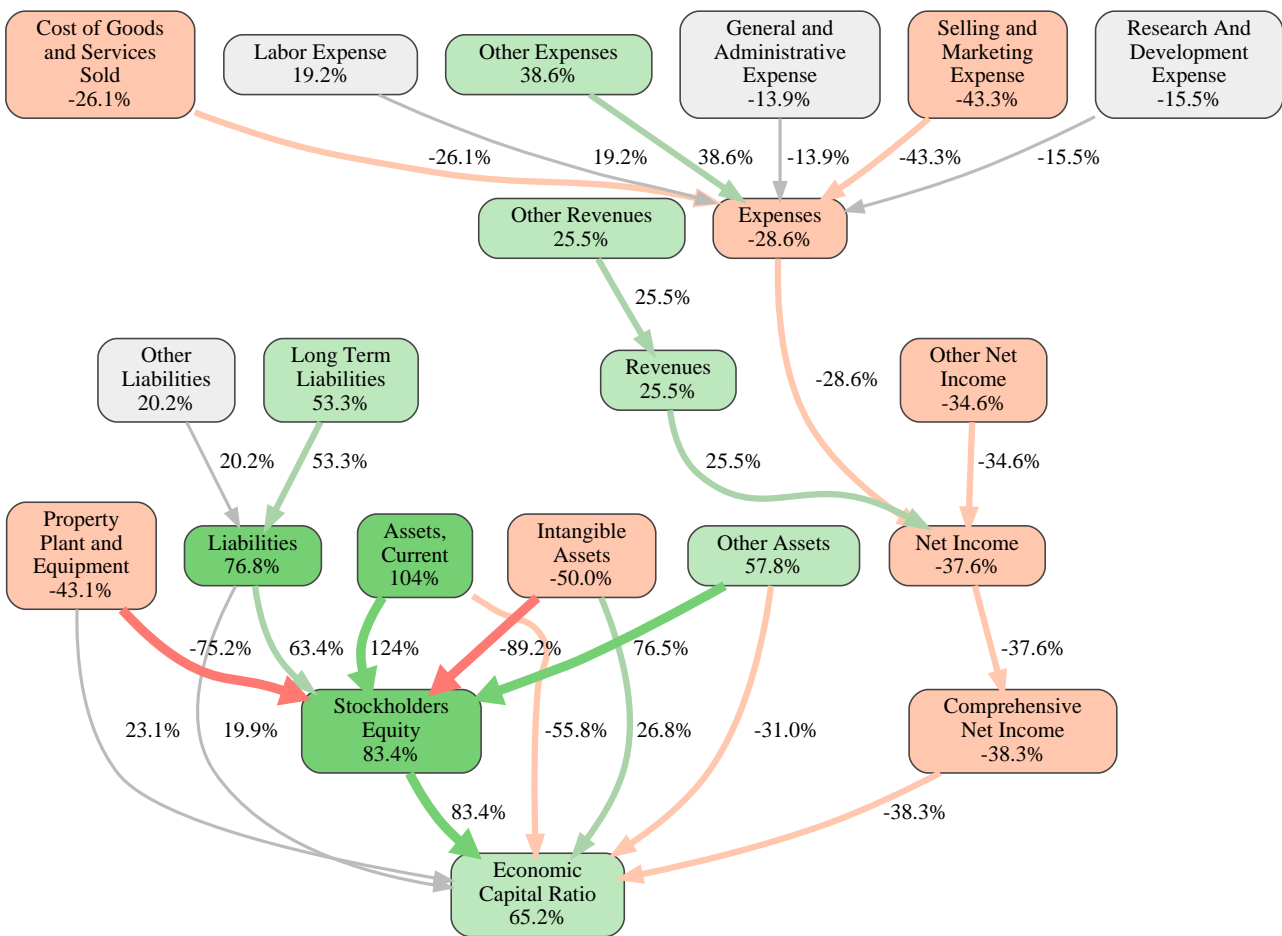 Cost of Goods
and Services
Sold
-26.1%
Labor Expense
19.2%
Other Expenses
38.6%
General and
Administrative
Expense
-13.9%
Selling and
Marketing
Expense
-43.3%
Research And
Development
Expense
-15.5%
-26.1%
19.2%
38.6%
-13.9%
-43.3%
-15.5%
Other Revenues
25.5%
Expenses
-28.6%
25.5%
Other
Liabilities
20.2%
Long Term
Liabilities
53.3%
Revenues
25.5%
-28.6%
Other Net
Income
-34.6%
20.2%
53.3%
25.5%
-34.6%
Property
Plant and
Equipment
-43.1%
Liabilities
76.8%
Assets,
Current
104%
Intangible
Assets
-50.0%
Other Assets
57.8%
Net Income
-37.6%
-75.2%
63.4%
124%
-89.2%
76.5%
-37.6%
Stockholders
Equity
83.4%
Comprehensive
Net Income
-38.3%
23.1%
19.9%
-55.8%
26.8%
-31.0%
83.4%
-38.3%
Economic
Capital Ratio
65.2%